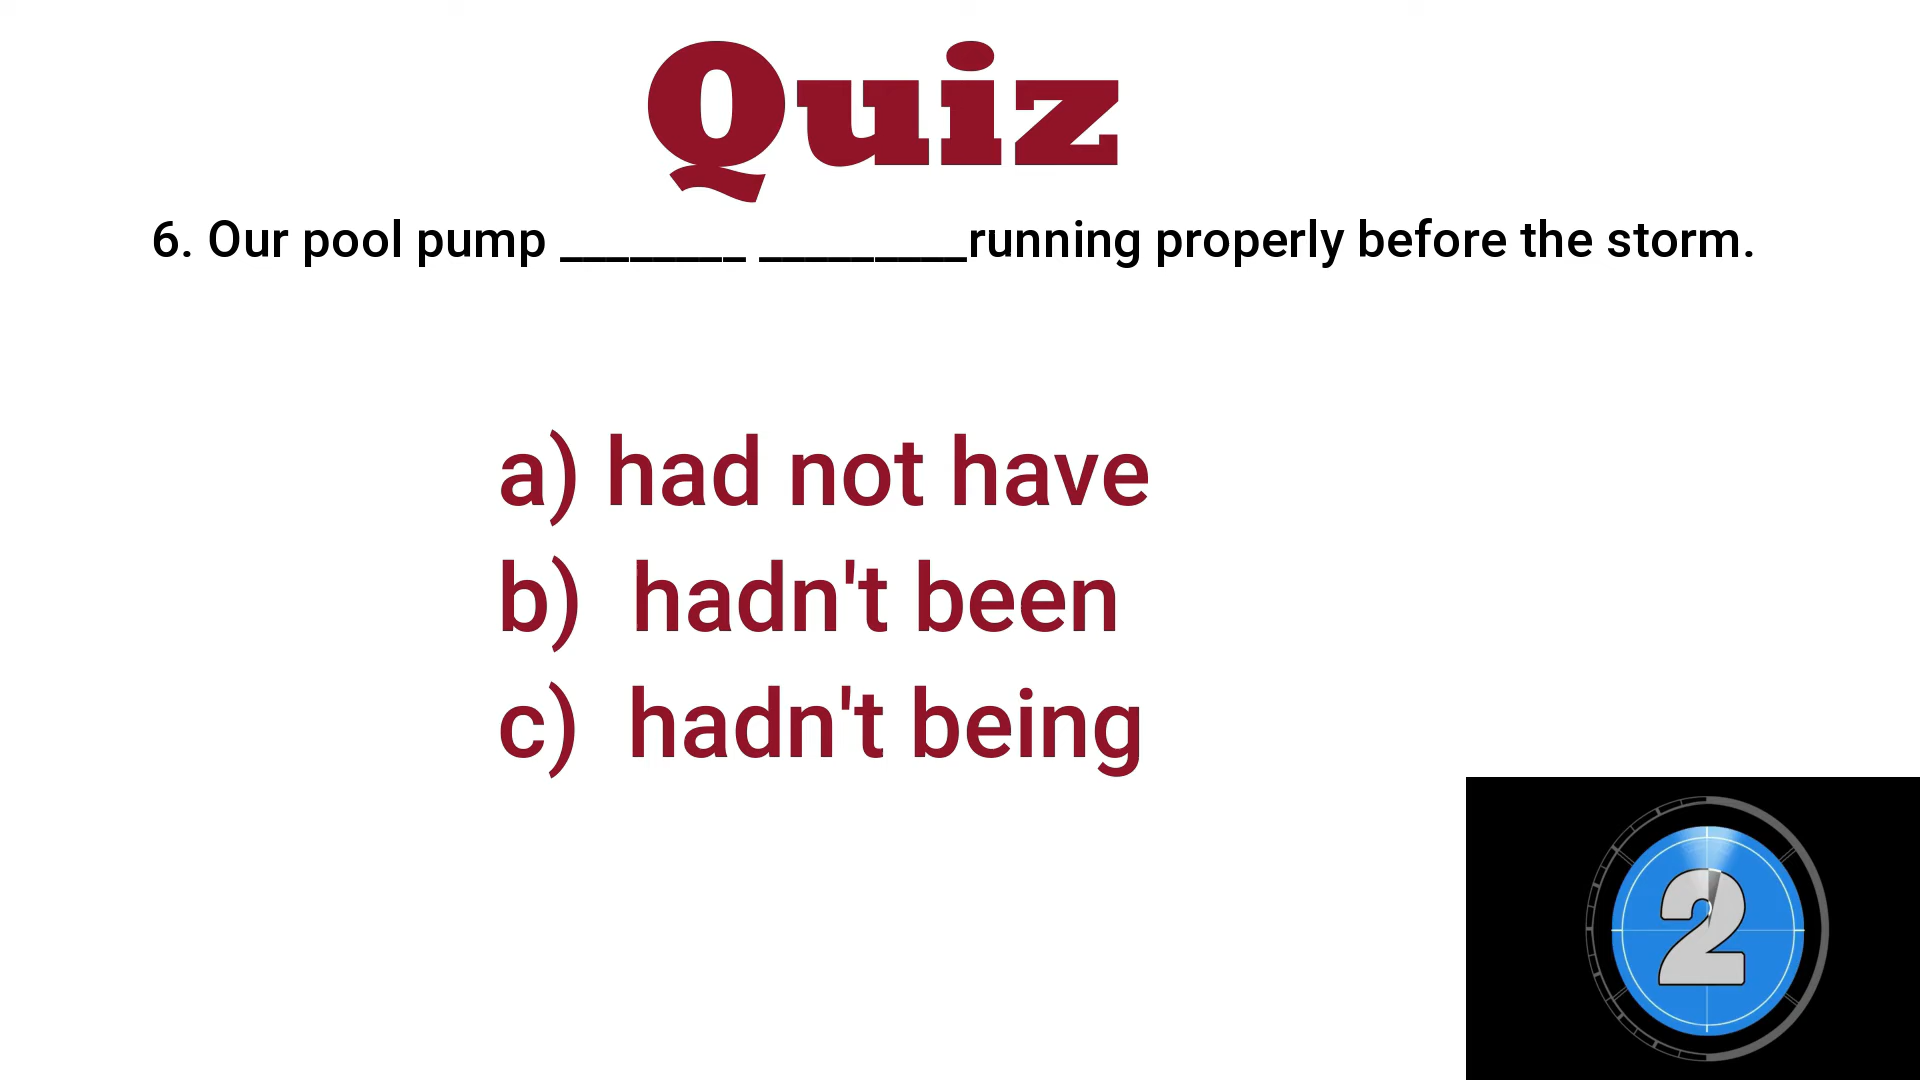 Quiz
6. Our pool pump ________ _________running properly before the storm.
a) had not have
b) hadn't been
c) hadn't being
2